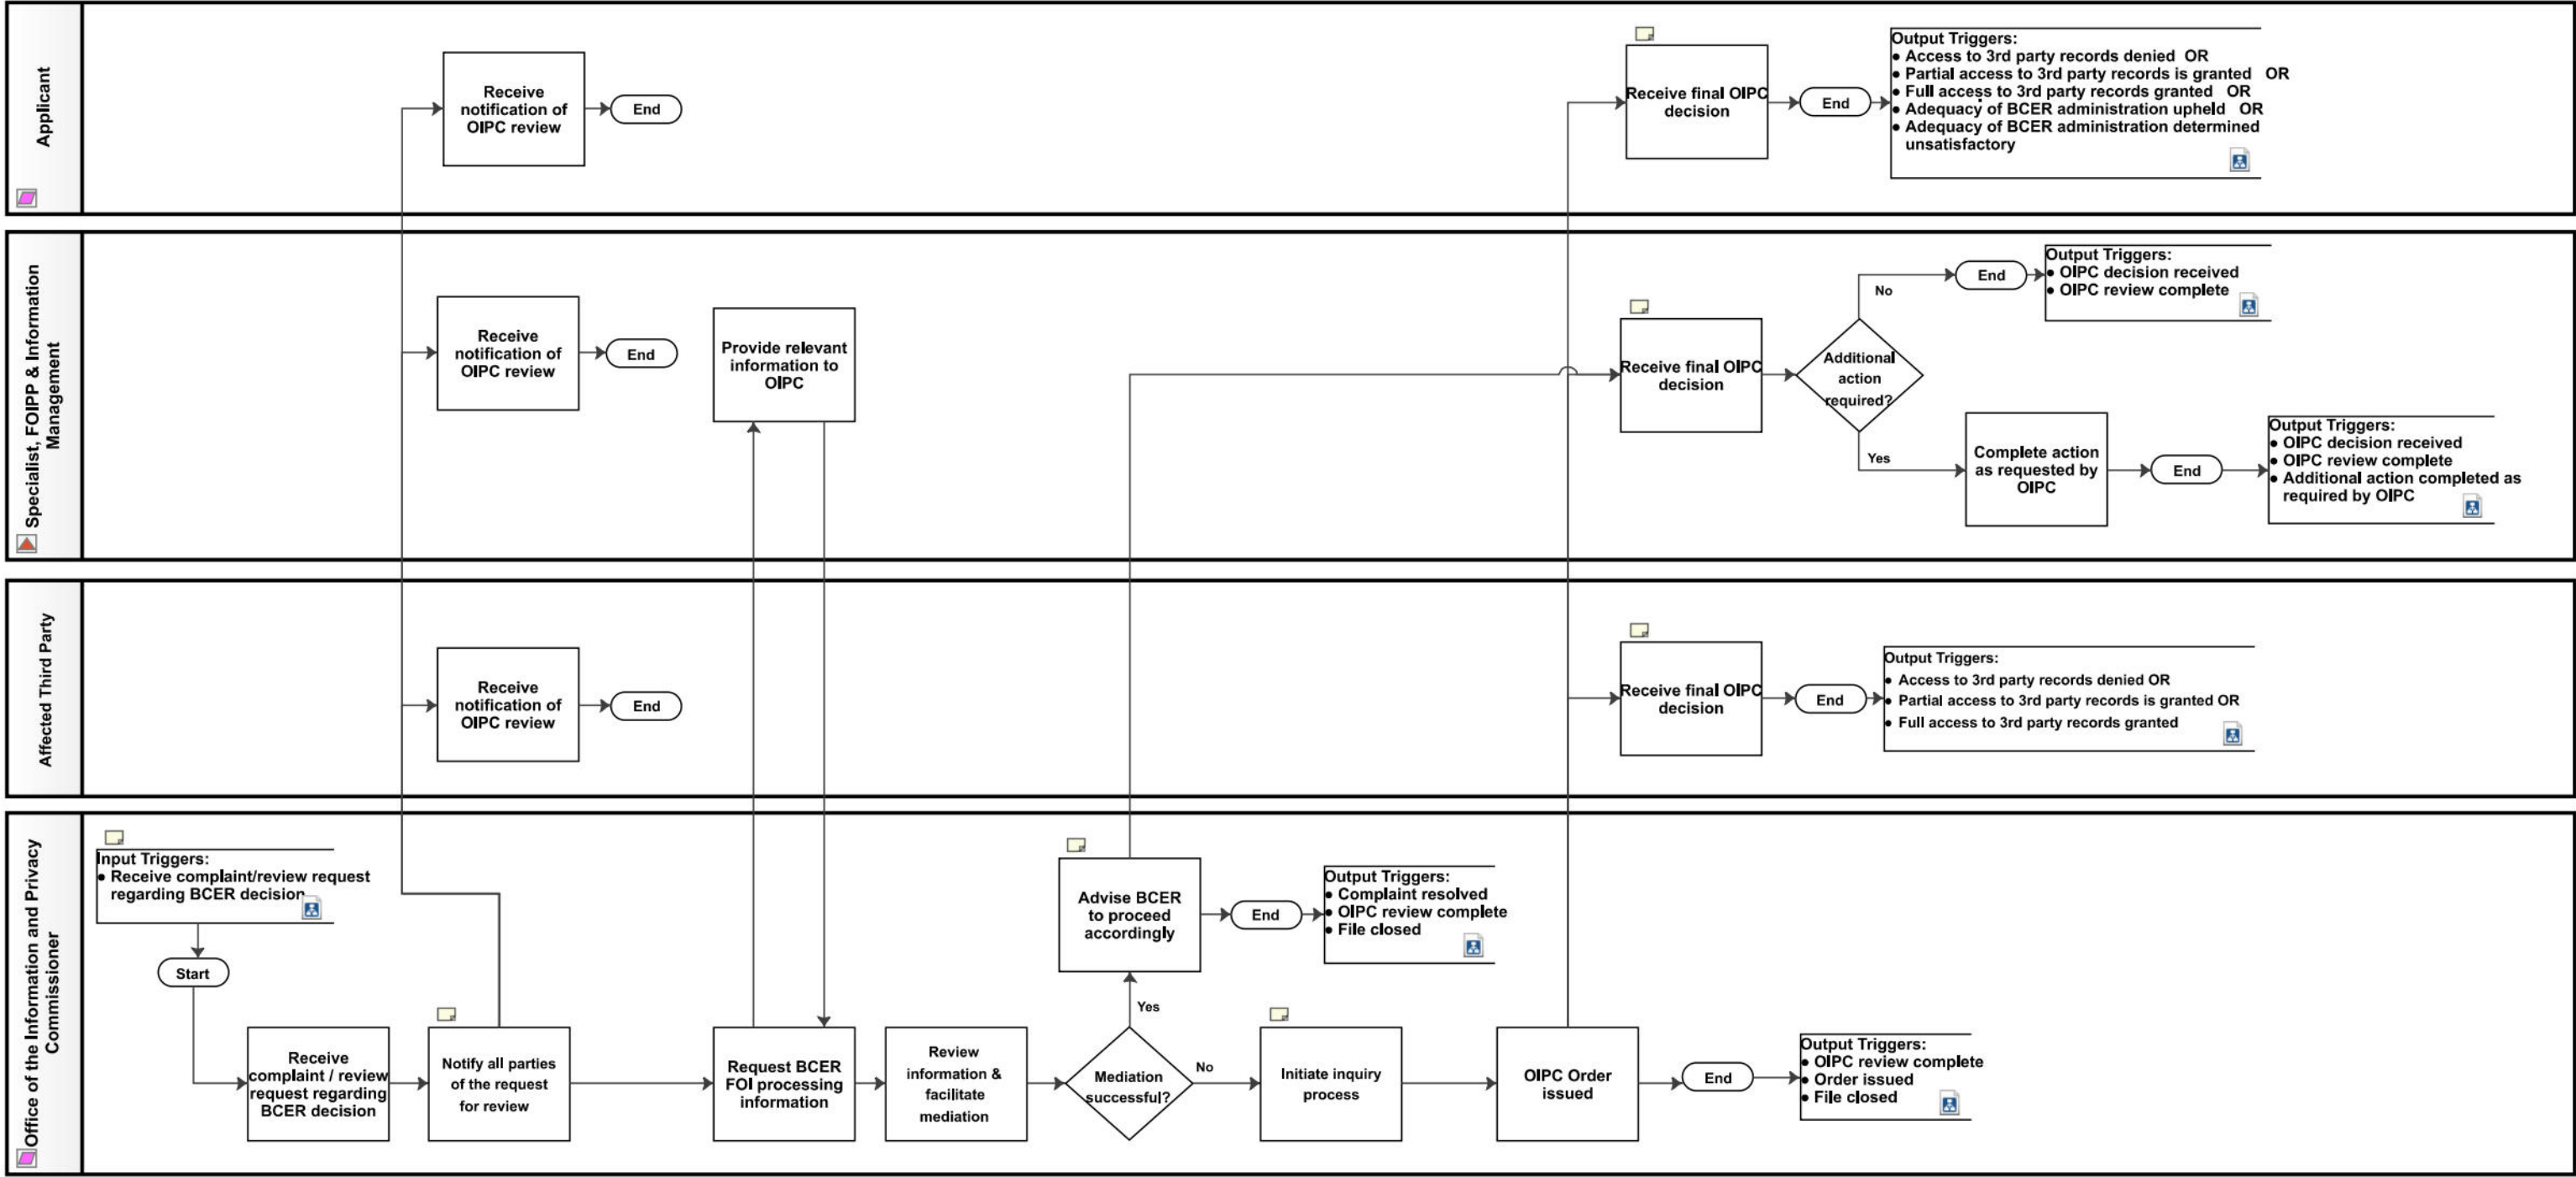 Applicant
Receive
notification of
OIPC review
End
Receive final OIPC
decision
End
Output Triggers:
● Access to 3rd party records denied  OR
● Partial access to 3rd party records is granted  OR
● Full access to 3rd party records granted  OR
● Adequacy of BCER administration upheld  OR
● Adequacy of BCER administration determined
unsatisfactory
Specialist, FOIPP & Information
Management
Receive
notification of
OIPC review
End
Provide relevant
information to
OIPC
Receive final OIPC
decision
Additional
action
required?
No
End
Output Triggers:
● OIPC decision received
● OIPC review complete
Yes
Complete action
as requested by
OIPC
End
Output Triggers:
● OIPC decision received
● OIPC review complete
● Additional action completed as
required by OIPC
Affected Third Party
Receive
notification of
OIPC review
End
Receive final OIPC
decision
End
Output Triggers:
● Access to 3rd party records denied OR
● Partial access to 3rd party records is granted OR
● Full access to 3rd party records granted
Office of the Information and Privacy
Commissioner
Input Triggers:
● Receive complaint/review request
regarding BCER decision
Start
Receive
complaint / review
request regarding
BCER decision
Notify all parties
of the request
for review
Request BCER
FOI processing
information
Review
information &
facilitate
mediation
Mediation
successful?
Yes
Advise BCER
to proceed
accordingly
End
Output Triggers:
● Complaint resolved
● OIPC review complete
● File closed
No
Initiate inquiry
process
OIPC Order
issued
End
Output Triggers:
● OIPC review complete
● Order issued
● File closed